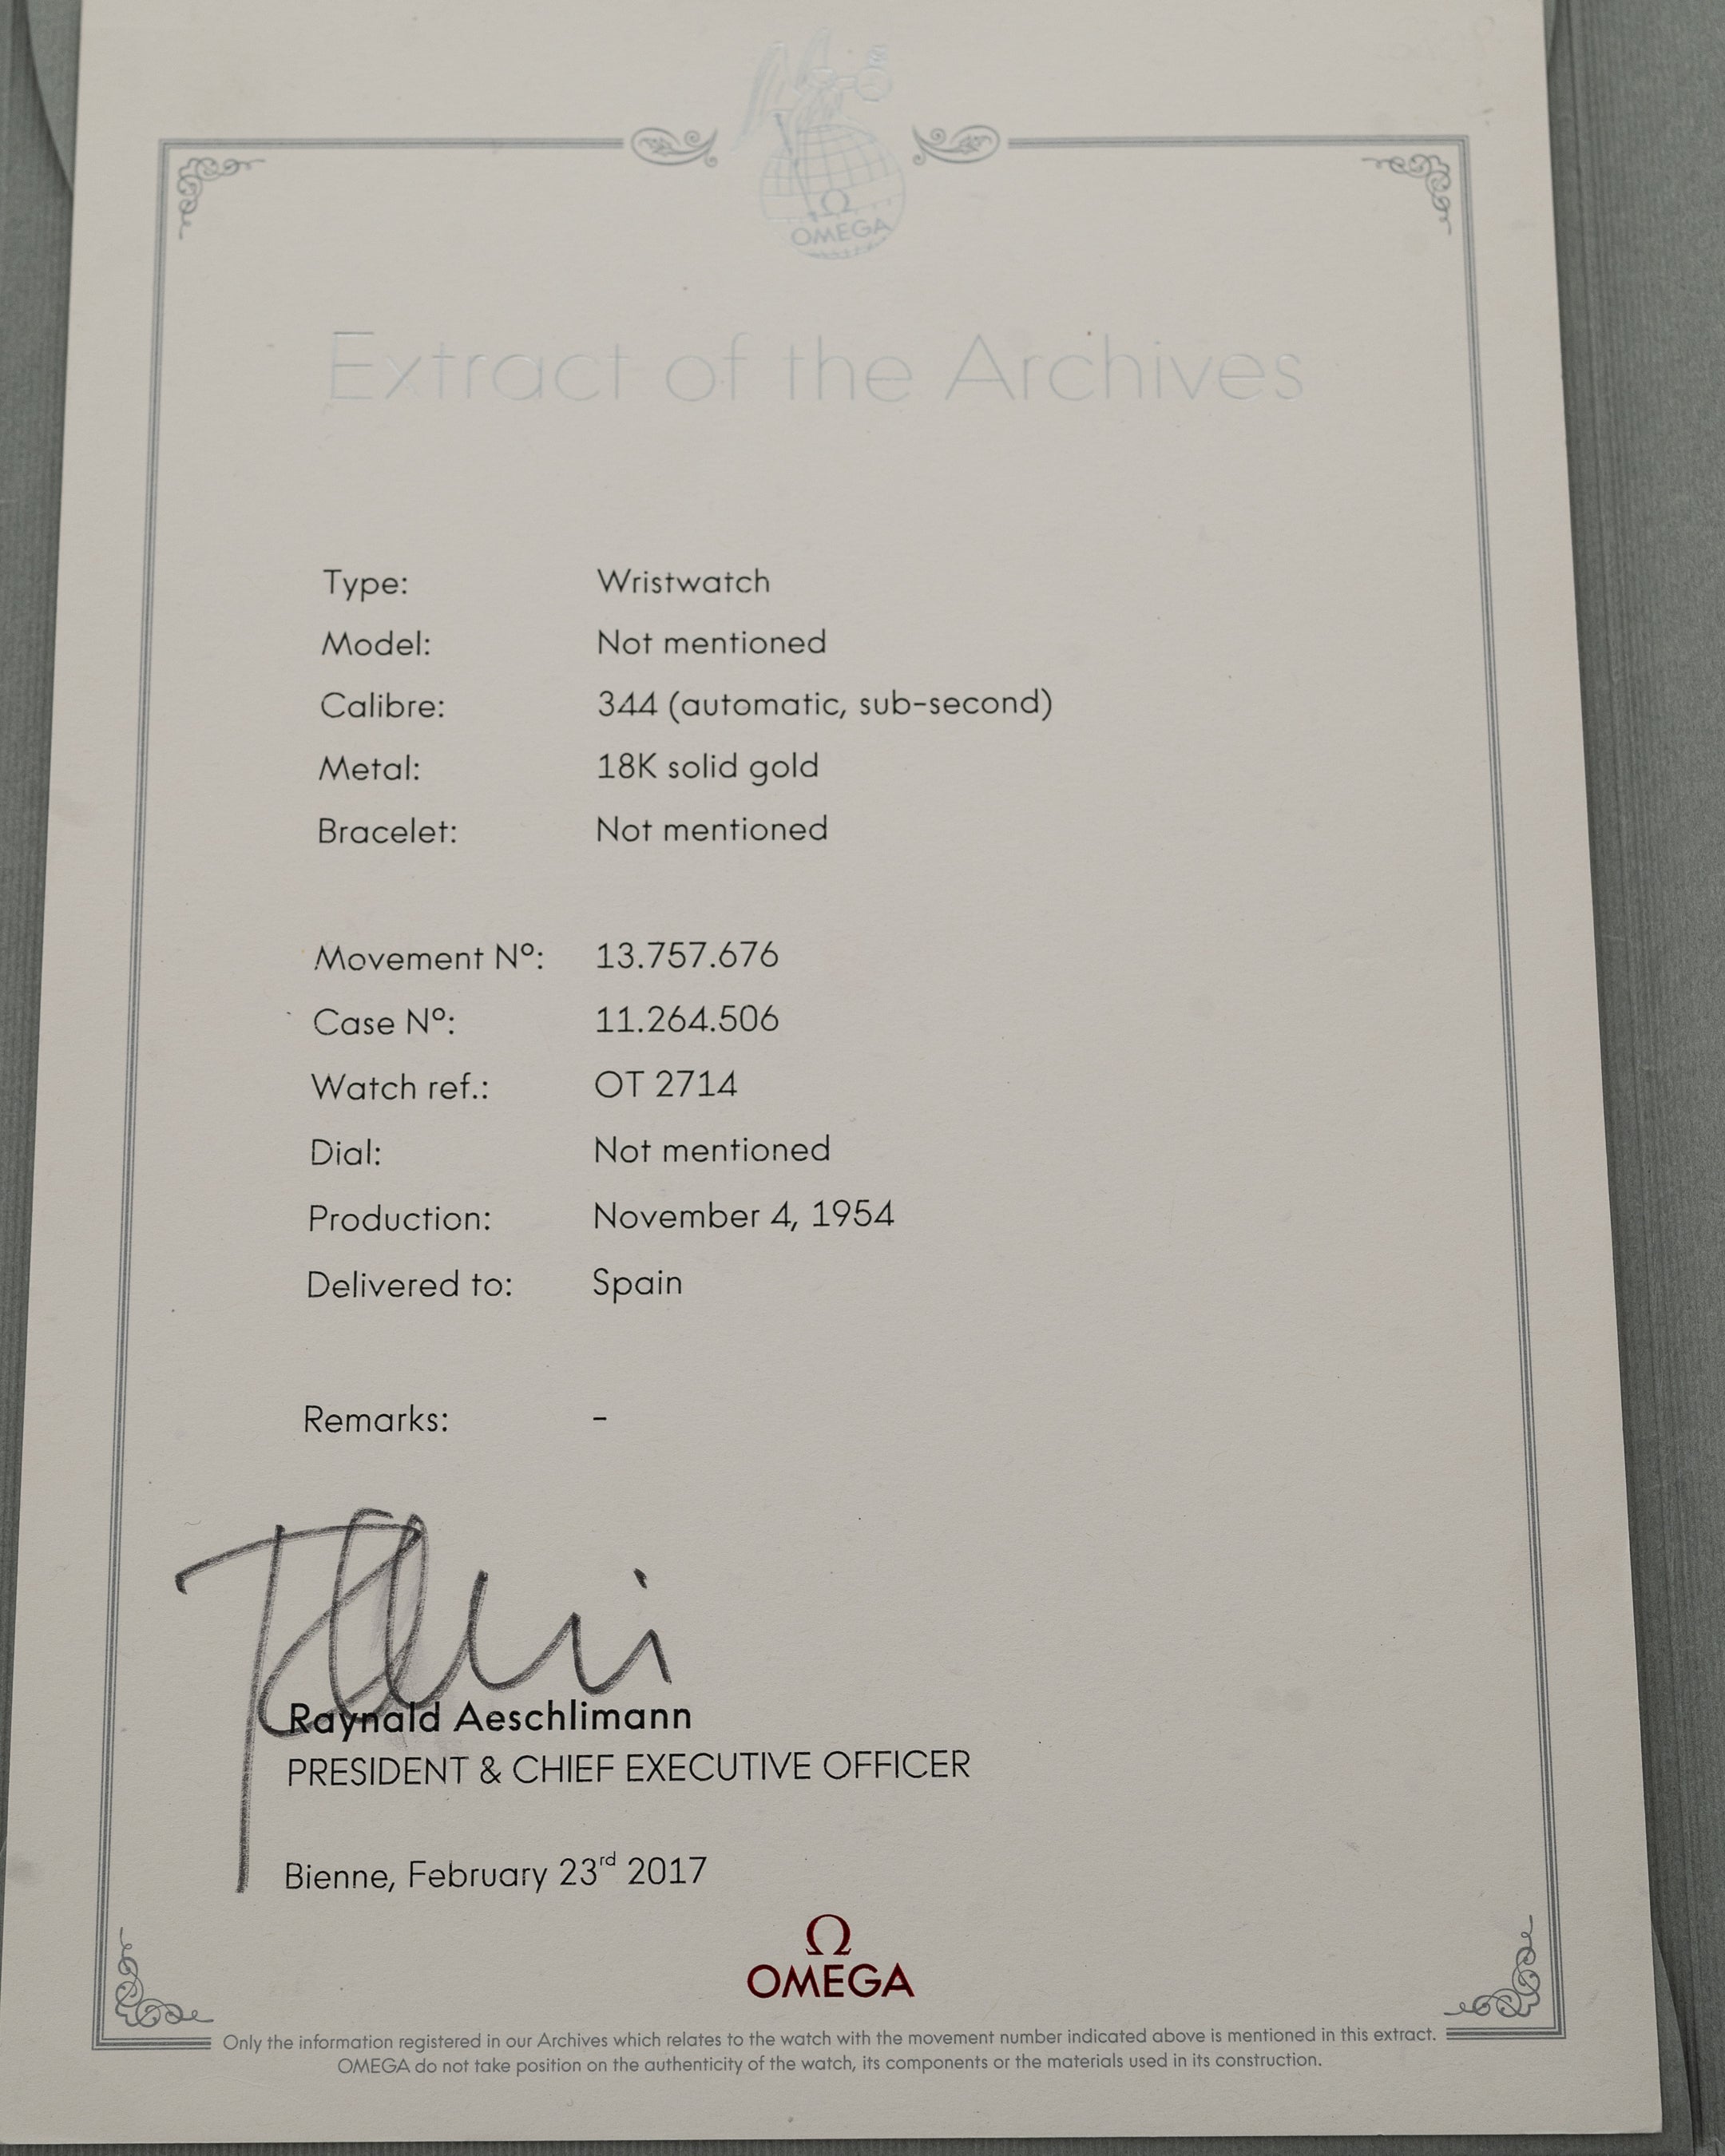 Ω
OMEGA
Extract of the Archives
Type: Wristwatch
Model: Not mentioned
Calibre: 344 (automatic, sub-second)
Metal: 18K solid gold
Bracelet: Not mentioned
Movement Nº: 13.757.676
Case Nº: 11.264.506
Watch ref.: OT 2714
Dial: Not mentioned
Production: November 4, 1954
Delivered to: Spain
Remarks: -
Raynald Aeschlimann
PRESIDENT & CHIEF EXECUTIVE OFFICER
Bienne, February 23rd 2017
Ω
OMEGA
Only the information registered in our Archives which relates to the watch with the movement number indicated above is mentioned in this extract.
OMEGA do not take position on the authenticity of the watch, its components or the materials used in its construction.